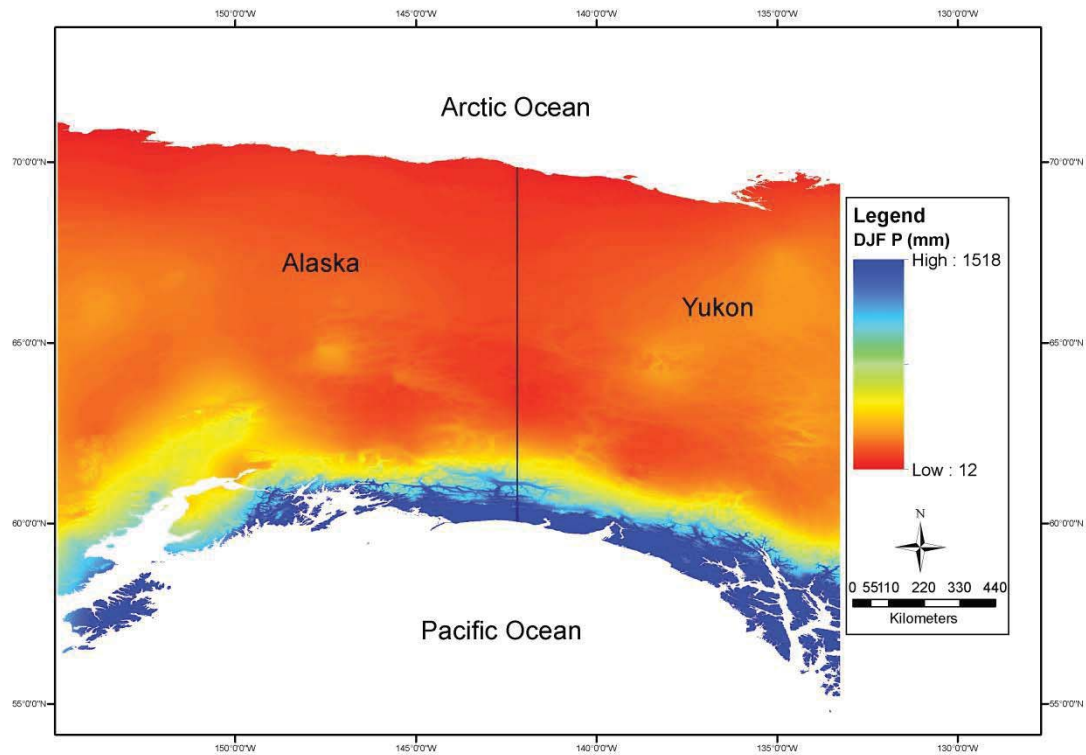 150°0'0"W
145°0'0"W
140°0'0"W
135°0'0"W
130°0'0"W
Arctic Ocean
70°0'0"N
70°0'0"N
Legend
DJF P (mm)
High : 1518
Low : 12
Alaska
Yukon
65°0'0"N
65°0'0"N
60°0'0"N
60°0'0"N
N
0 55110 220 330 440
Kilometers
Pacific Ocean
55°0'0"N
55°0'0"N
150°0'0"W
145°0'0"W
140°0'0"W
135°0'0"W
130°0'0"W